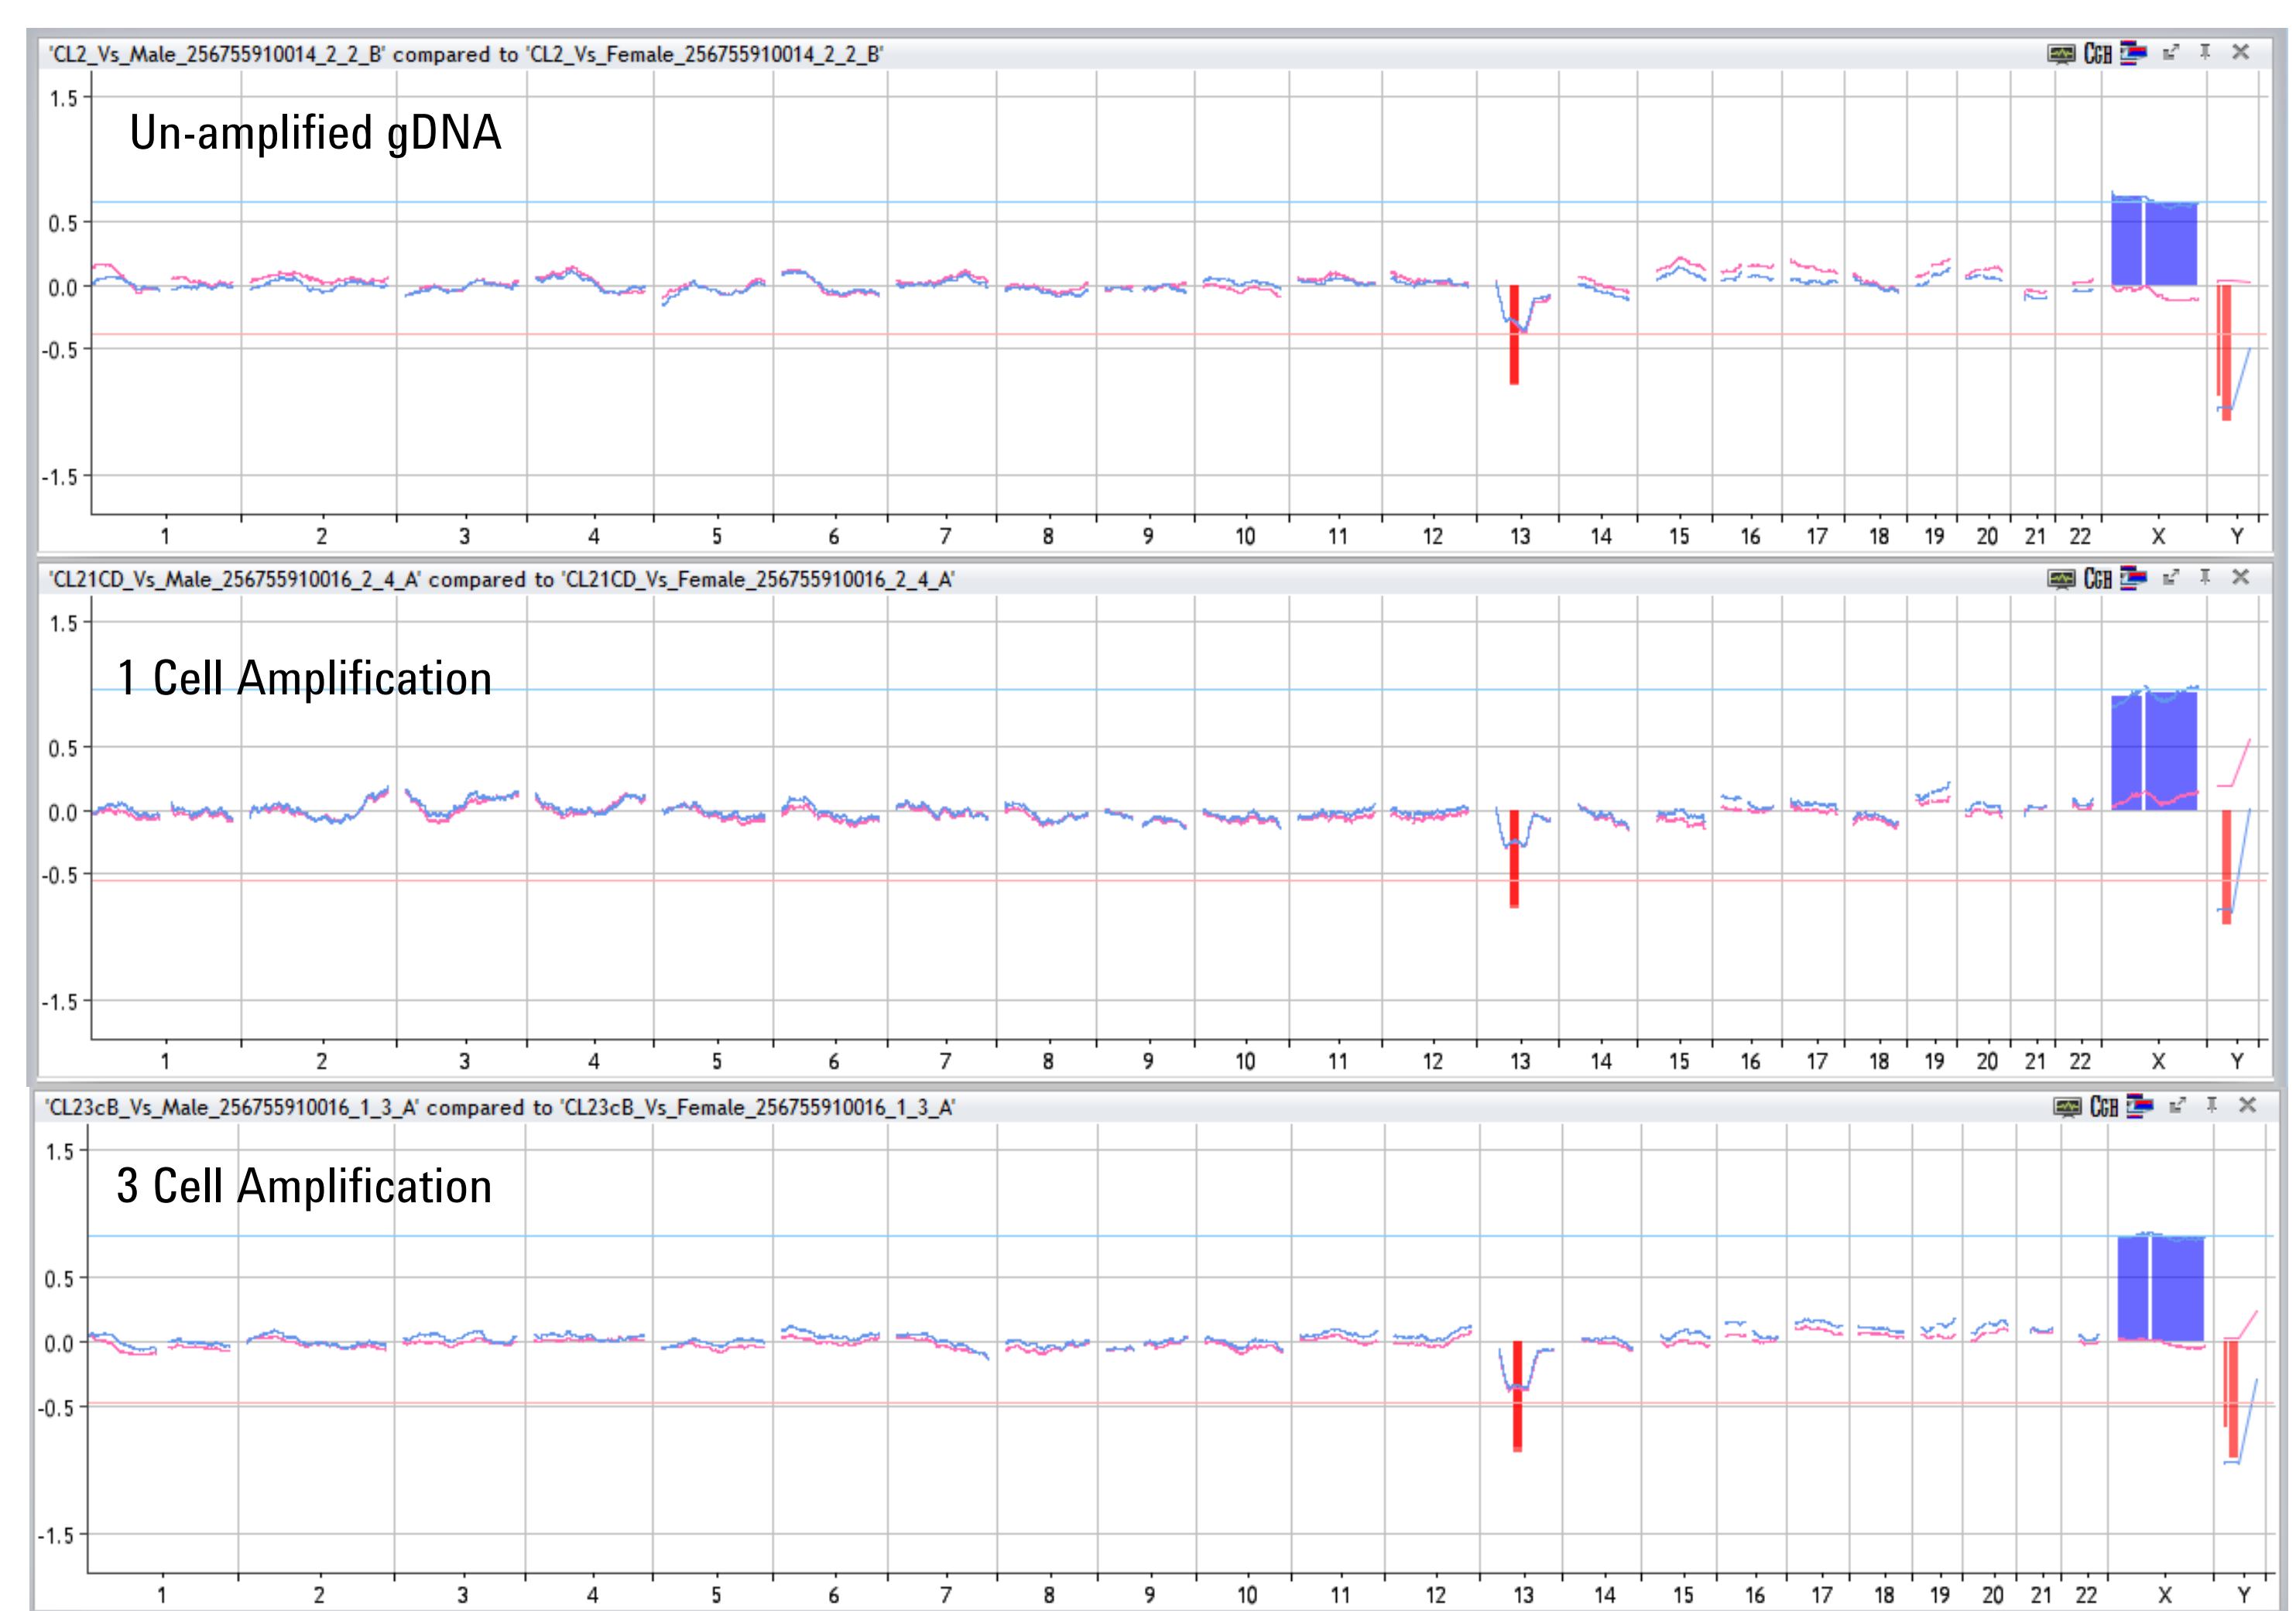 'CL2_Vs_Male_256755910014_2_2_B' compared to 'CL2_Vs_Female_256755910014_2_2_B'
CGH
1.5
Un-amplified gDNA
0.5
0.0
-0.5
-1.5
1 2 3 4 5 6 7 8 9 10 11 12 13 14 15 16 17 18 19 20 21 22 X Y
'CL21CD_Vs_Male_256755910016_2_4_A' compared to 'CL21CD_Vs_Female_256755910016_2_4_A'
CGH
1.5
1 Cell Amplification
0.5
0.0
-0.5
-1.5
1 2 3 4 5 6 7 8 9 10 11 12 13 14 15 16 17 18 19 20 21 22 X Y
'CL23cB_Vs_Male_256755910016_1_3_A' compared to 'CL23cB_Vs_Female_256755910016_1_3_A'
CGH
1.5
3 Cell Amplification
0.5
0.0
-0.5
-1.5
1 2 3 4 5 6 7 8 9 10 11 12 13 14 15 16 17 18 19 20 21 22 X Y